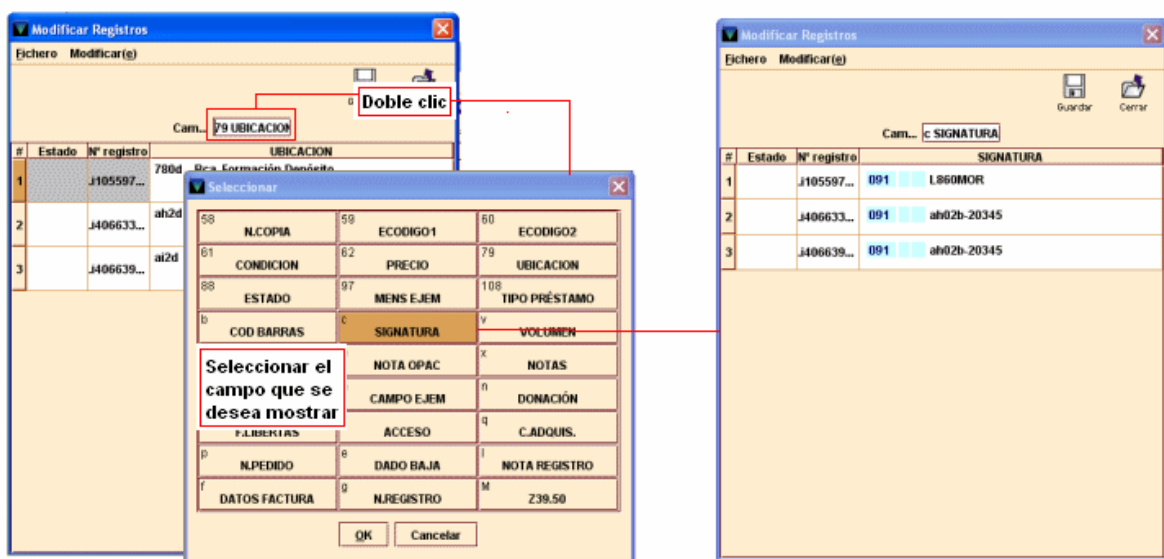 Modificar Registros
Fichero Modificar(e)
Doble clic
Cam... 79 UBICACION
# Estado Nº registro UBICACION
1 .i105597... 780d Bca. Formación Depósito
2 .i406633... ah2d
3 .i406639... ai2d
Seleccionar
58 N.COPIA 59 ECODIGO1 60 ECODIGO2
61 CONDICION 62 PRECIO 79 UBICACION
88 ESTADO 97 MENS EJEM 108 TIPO PRÉSTAMO
b COD BARRAS c SIGNATURA v VOLUMEN
NOTA OPAC x NOTAS
CAMPO EJEM n DONACIÓN
F.LIBERTAS ACCESO q C.ADQUIS.
p N.PEDIDO e DADO BAJA l NOTA REGISTRO
f DATOS FACTURA g N.REGISTRO M Z39.50
Seleccionar el
campo que se
desea mostrar
OK Cancelar
Modificar Registros
Fichero Modificar(e)
Guardar Cerrar
Cam... c SIGNATURA
# Estado Nº registro SIGNATURA
1 .i105597... 091 L860MOR
2 .i406633... 091 ah02b-20345
3 .i406639... 091 ah02b-20345